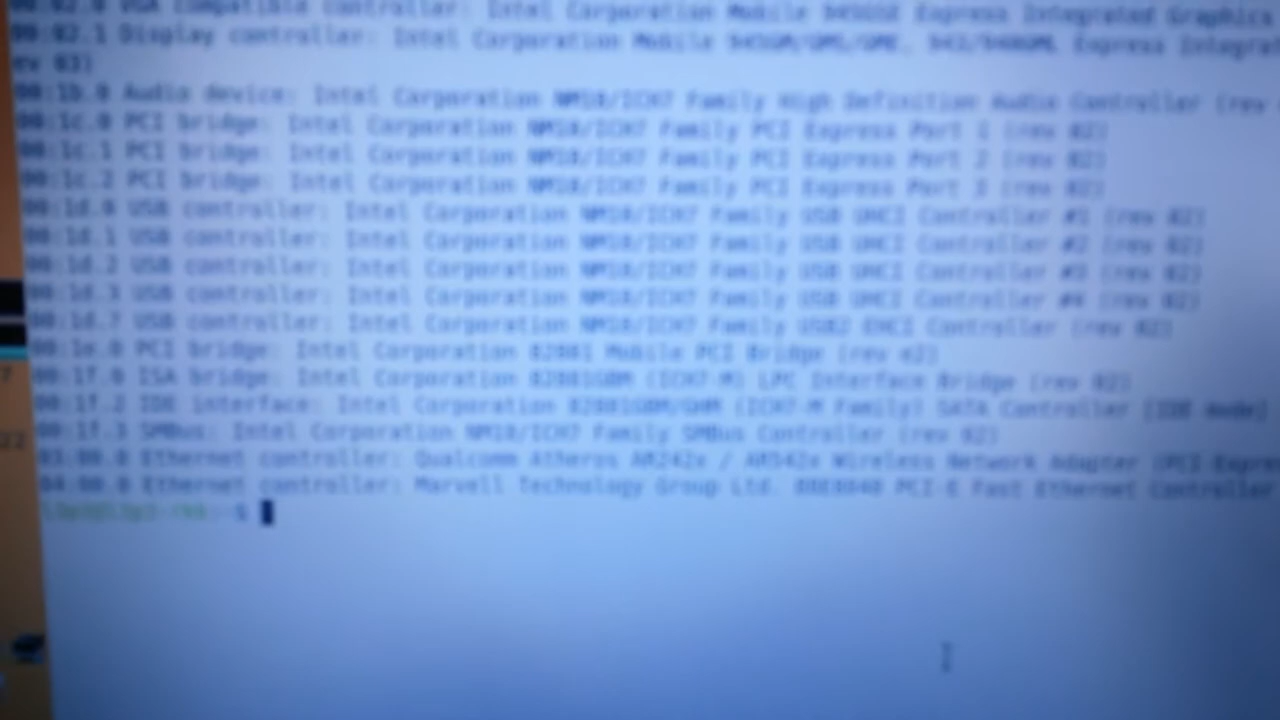 00:02.0 VGA compatible controller: Intel Corporation Mobile 945GSE Express Integrated Graphics
00:02.1 Display controller: Intel Corporation Mobile 945GM/GMS/GME, 943/940GML Express Integrat
ev 03)
00:1b.0 Audio device: Intel Corporation NM10/ICH7 Family High Definition Audio Controller (rev
00:1c.0 PCI bridge: Intel Corporation NM10/ICH7 Family PCI Express Port 1 (rev 02)
00:1c.1 PCI bridge: Intel Corporation NM10/ICH7 Family PCI Express Port 2 (rev 02)
00:1c.2 PCI bridge: Intel Corporation NM10/ICH7 Family PCI Express Port 3 (rev 02)
00:1d.0 USB controller: Intel Corporation NM10/ICH7 Family USB UHCI Controller #1 (rev 02)
00:1d.1 USB controller: Intel Corporation NM10/ICH7 Family USB UHCI Controller #2 (rev 02)
00:1d.2 USB controller: Intel Corporation NM10/ICH7 Family USB UHCI Controller #3 (rev 02)
00:1d.3 USB controller: Intel Corporation NM10/ICH7 Family USB UHCI Controller #4 (rev 02)
00:1d.7 USB controller: Intel Corporation NM10/ICH7 Family USB2 EHCI Controller (rev 02)
00:1e.0 PCI bridge: Intel Corporation 82801 Mobile PCI Bridge (rev e2)
00:1f.0 ISA bridge: Intel Corporation 82801GBM (ICH7-M) LPC Interface Bridge (rev 02)
00:1f.2 IDE interface: Intel Corporation 82801GBM/GHM (ICH7-M Family) SATA Controller [IDE mode]
00:1f.3 SMBus: Intel Corporation NM10/ICH7 Family SMBus Controller (rev 02)
03:00.0 Ethernet controller: Qualcomm Atheros AR242x / AR542x Wireless Network Adapter (PCI-Expre
04:00.0 Ethernet controller: Marvell Technology Group Ltd. 88E8040 PCI-E Fast Ethernet Controller
$
7
22